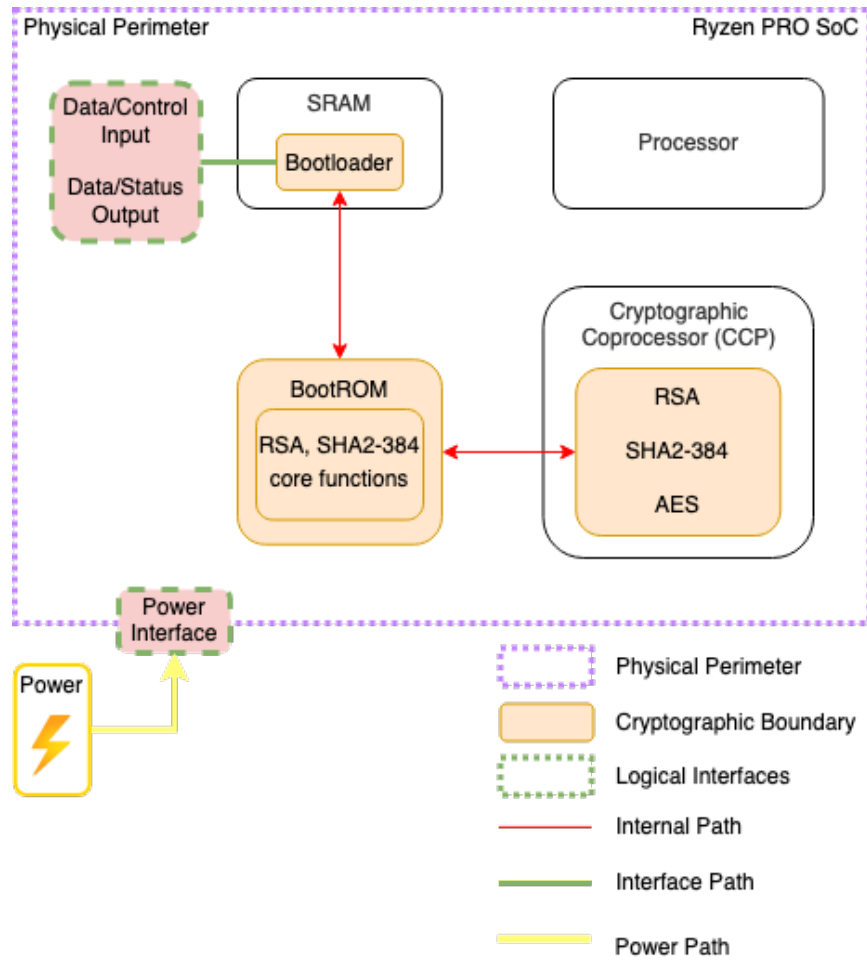 Physical Perimeter
Ryzen PRO SoC
Data/Control
Input
Data/Status
Output
SRAM
Bootloader
Processor
BootROM
RSA, SHA2-384
core functions
Cryptographic
Coprocessor (CCP)
RSA
SHA2-384
AES
Power
Interface
Power
Physical Perimeter
Cryptographic Boundary
Logical Interfaces
Internal Path
Interface Path
Power Path